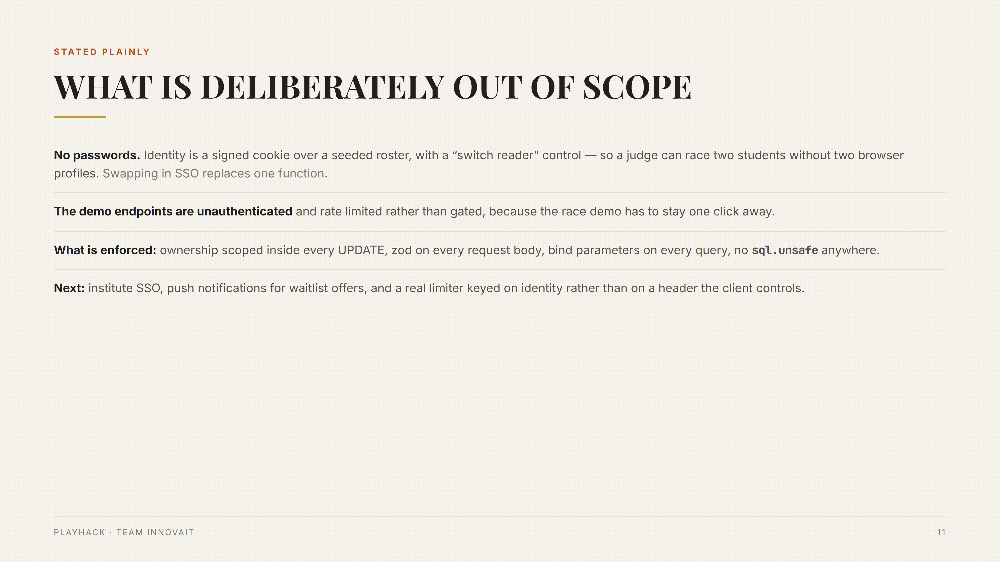 STATED PLAINLY
WHAT IS DELIBERATELY OUT OF SCOPE
No passwords. Identity is a signed cookie over a seeded roster, with a “switch reader” control — so a judge can race two students without two browser
profiles. Swapping in SSO replaces one function.
The demo endpoints are unauthenticated and rate limited rather than gated, because the race demo has to stay one click away.
What is enforced: ownership scoped inside every UPDATE, zod on every request body, bind parameters on every query, no sql.unsafe anywhere.
Next: institute SSO, push notifications for waitlist offers, and a real limiter keyed on identity rather than on a header the client controls.
PLAYHACK · TEAM INNOVAIT
11